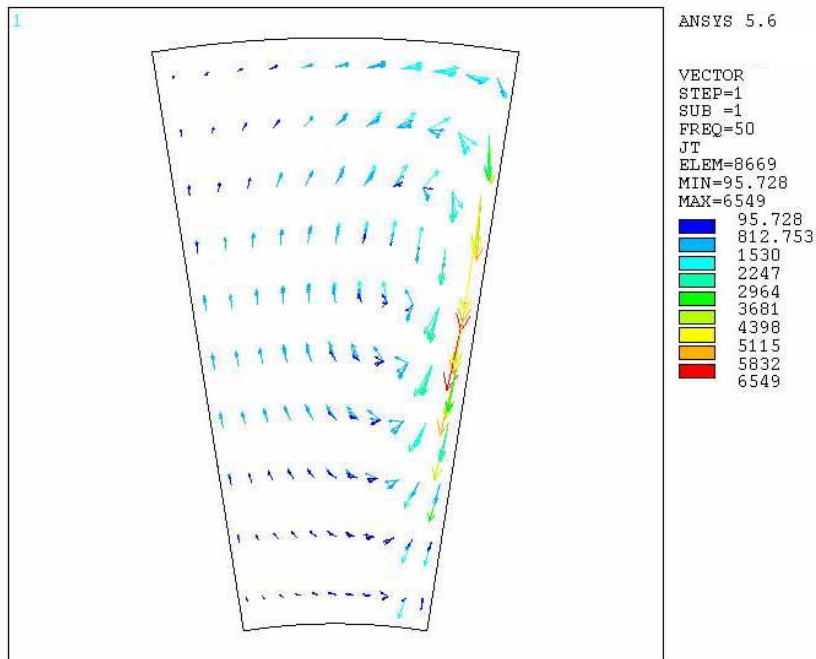 1
ANSYS 5.6
VECTOR
STEP=1
SUB =1
FREQ=50
JT
ELEM=8669
MIN=95.728
MAX=6549
95.728
812.753
1530
2247
2964
3681
4398
5115
5832
6549